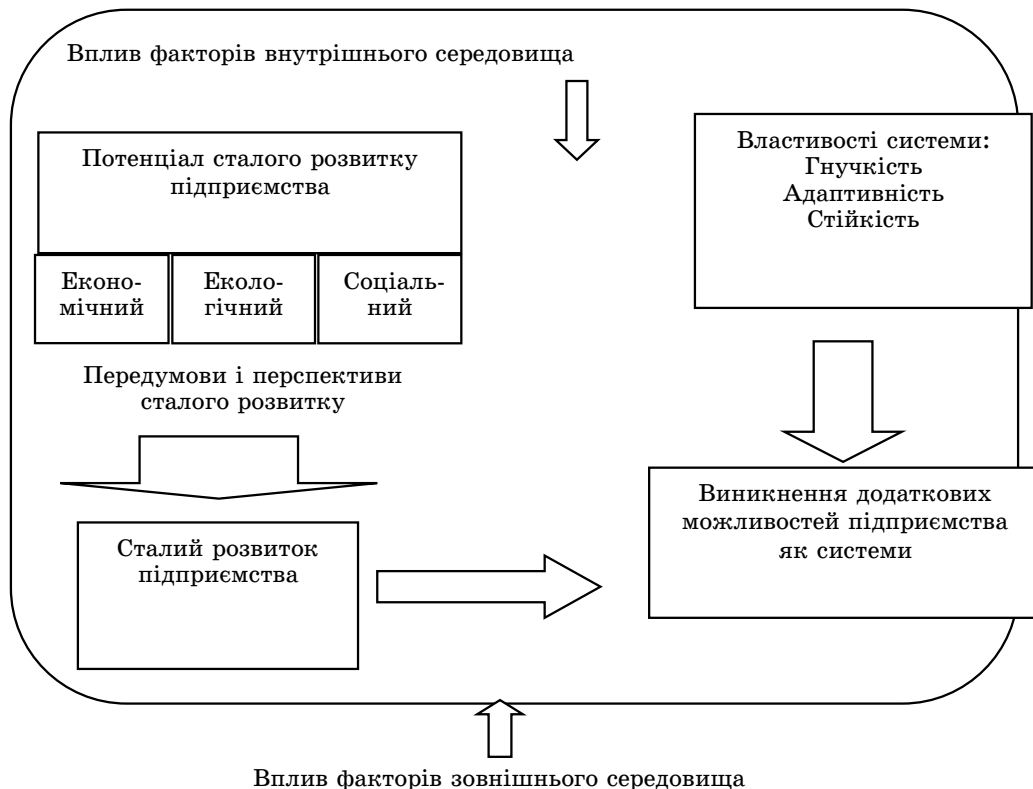 Вплив факторів внутрішнього середовища
Потенціал сталого розвитку
підприємства
Еконо-
мічний
Еколо-
гічний
Соціаль-
ний
Передумови і перспективи
сталого розвитку
Сталий розвиток
підприємства
Властивості системи:
Гнучкість
Адаптивність
Стійкість
Виникнення додаткових
можливостей підприємства
як системи
Вплив факторів зовнішнього середовища